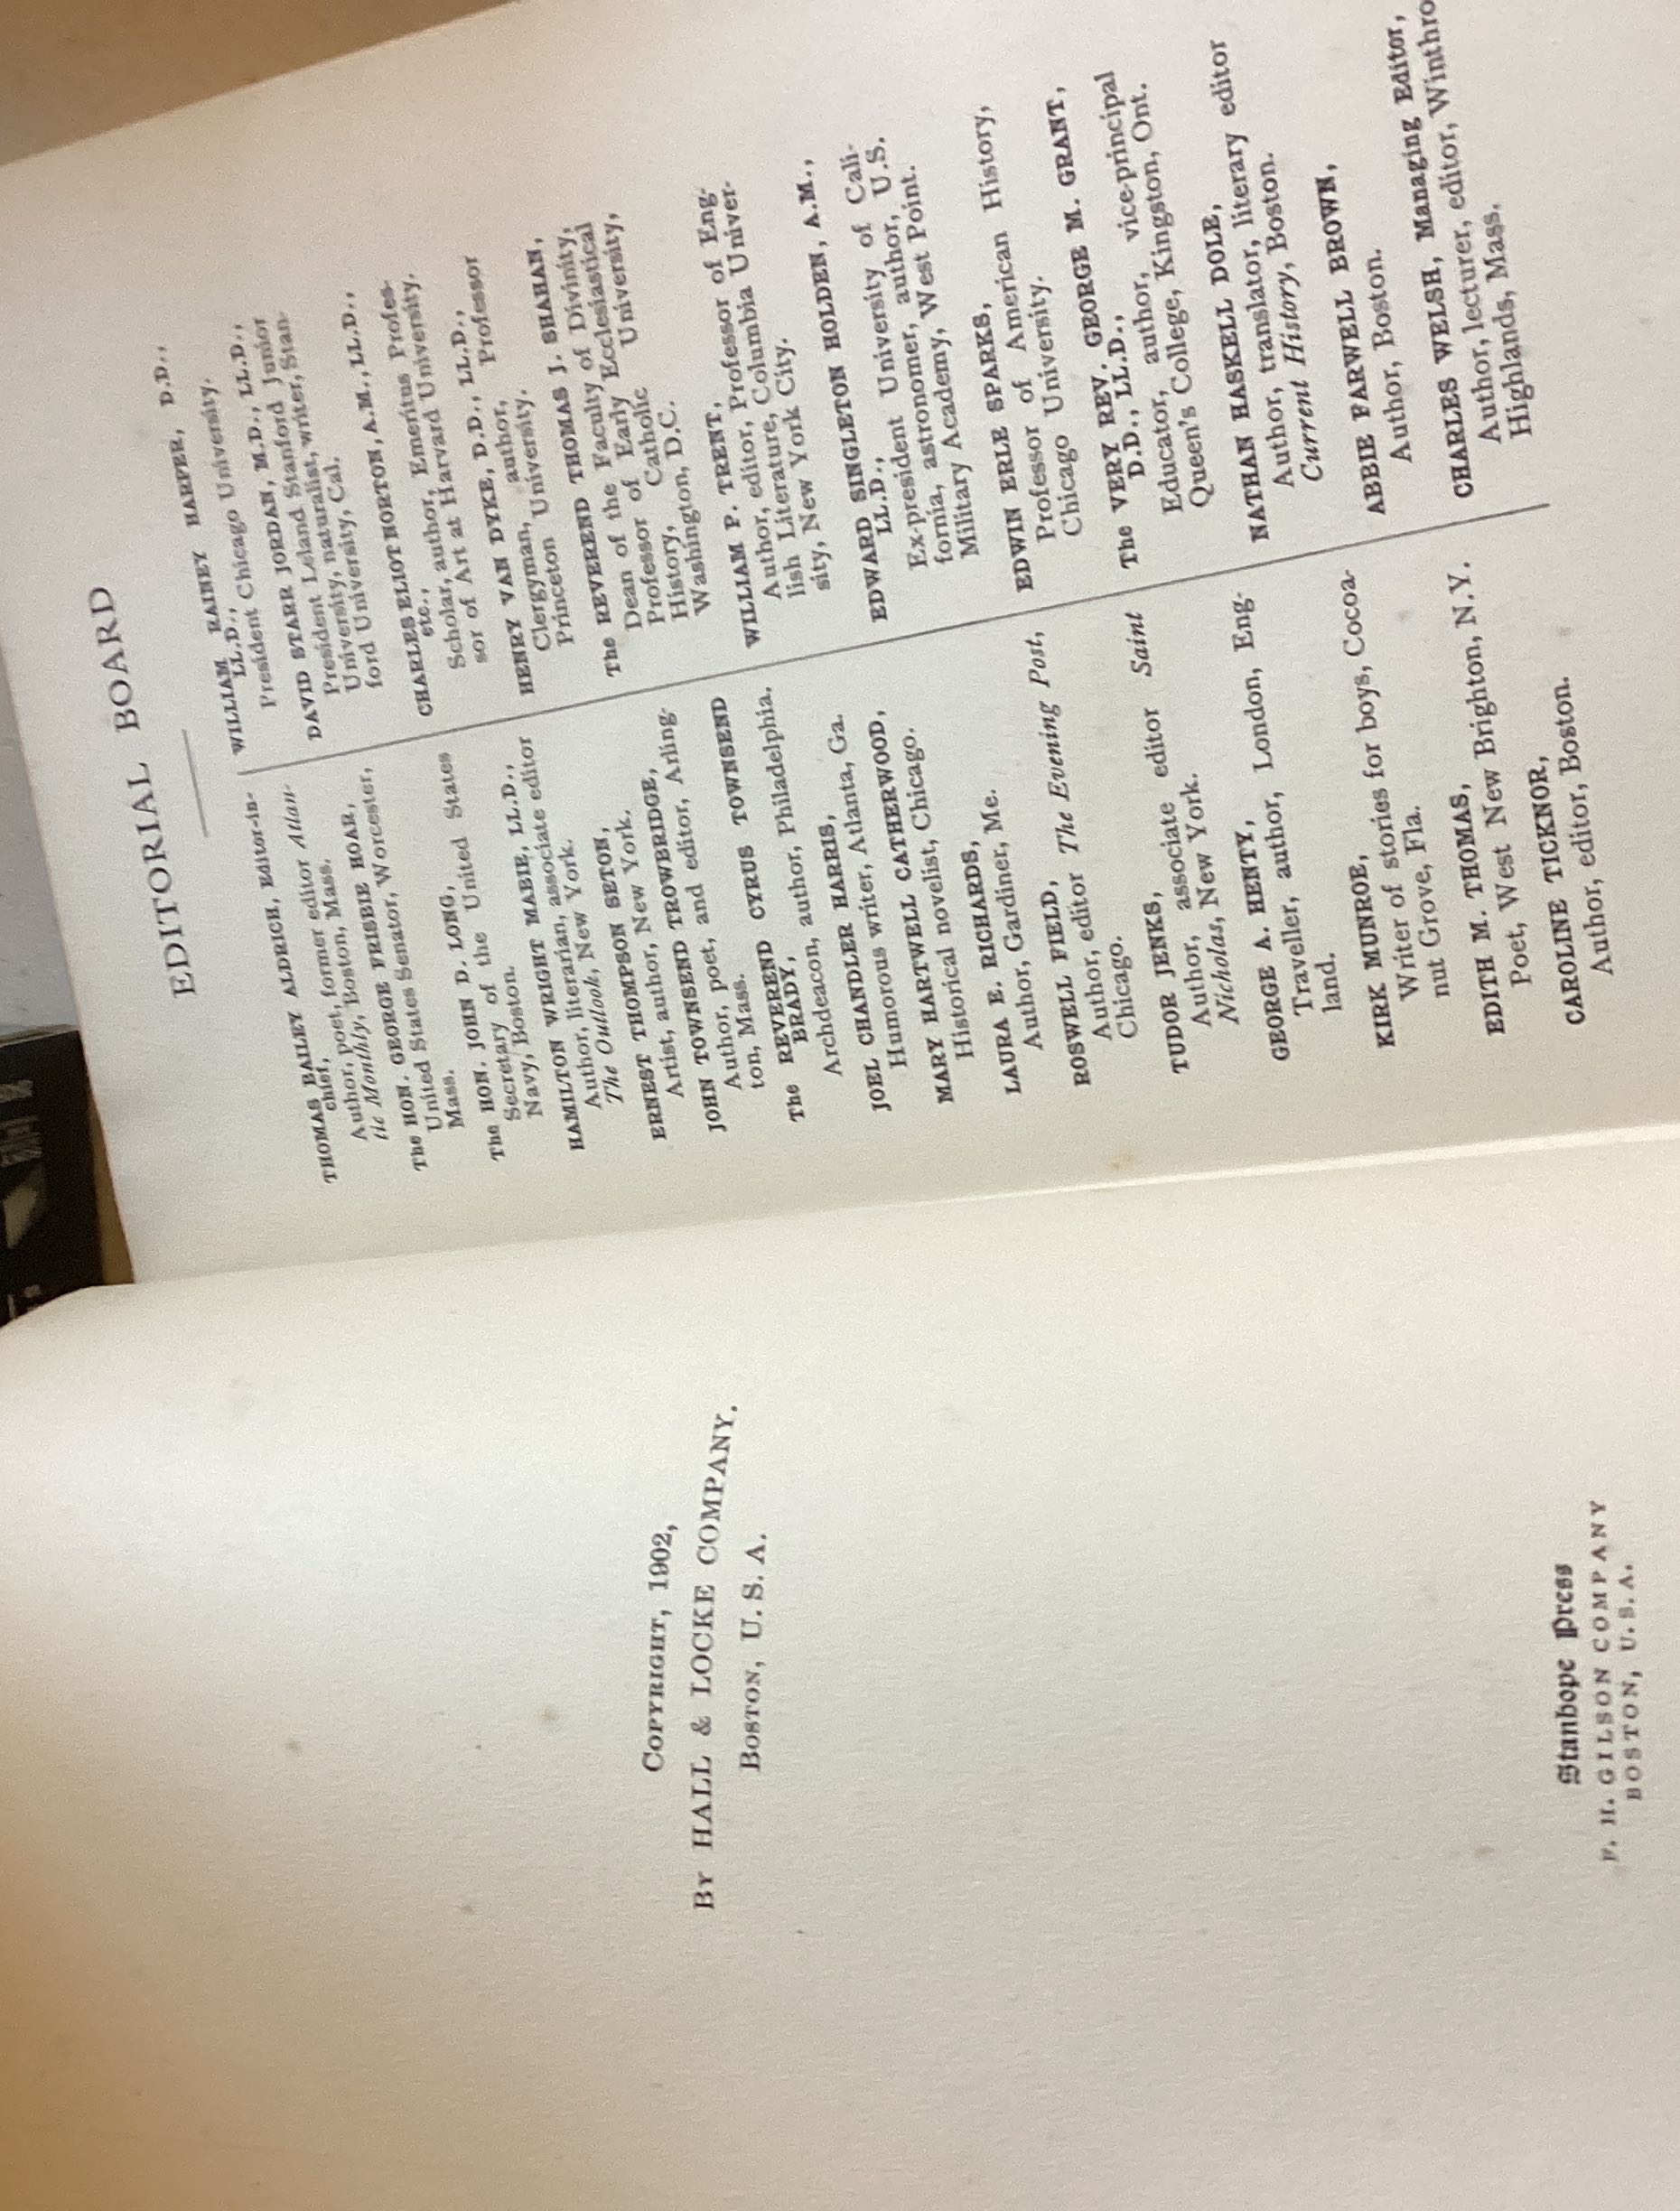 COPYRIGHT, 1902,
BY HALL & LOCKE COMPANY.
BOSTON, U. S. A.
Stanhope Press
F. H. GILSON COMPANY
BOSTON, U. S. A.
EDITORIAL BOARD
THOMAS BAILEY ALDRICH, Editor-in-
chief,
Author, poet, former editor Atlan-
tic Monthly, Boston, Mass.
The HON. GEORGE FRISBIE HOAR,
United States Senator, Worcester,
Mass.
The HON. JOHN D. LONG,
Secretary of the United States
Navy, Boston.
HAMILTON WRIGHT MABIE, LL.D.,
Author, literarian, associate editor
The Outlook, New York.
ERNEST THOMPSON SETON,
Artist, author, New York.
JOHN TOWNSEND TROWBRIDGE,
Author, poet, and editor, Arling-
ton, Mass.
The REVEREND CYRUS TOWNSEND
BRADY,
Archdeacon, author, Philadelphia.
JOEL CHANDLER HARRIS,
Humorous writer, Atlanta, Ga.
MARY HARTWELL CATHERWOOD,
Historical novelist, Chicago.
LAURA E. RICHARDS,
Author, Gardiner, Me.
ROSWELL FIELD,
Author, editor The Evening Post,
Chicago.
TUDOR JENKS,
Author, associate editor Saint
Nicholas, New York.
GEORGE A. HENTY,
Traveller, author, London, Eng-
land.
KIRK MUNROE,
Writer of stories for boys, Cocoa-
nut Grove, Fla.
EDITH M. THOMAS,
Poet, West New Brighton, N.Y.
CAROLINE TICKNOR,
Author, editor, Boston.
WILLIAM RAINEY HARPER, D.D.,
LL.D.,
President Chicago University.
DAVID STARR JORDAN, M.D., LL.D.,
President Leland Stanford Junior
University, naturalist, writer, Stan-
ford University, Cal.
CHARLES ELIOT NORTON, A.M., LL.D.,
etc.,
Scholar, author, Emeritus Profes-
sor of Art at Harvard University.
HENRY VAN DYKE, D.D., LL.D.,
Clergyman, author, Professor
Princeton University.
The REVEREND THOMAS J. SHAHAN,
Dean of the Faculty of Divinity,
Professor of Early Ecclesiastical
History, Catholic University,
Washington, D.C.
WILLIAM P. TRENT,
Author, editor, Professor of Eng-
lish Literature, Columbia Univer-
sity, New York City.
EDWARD SINGLETON HOLDEN, A.M.,
LL.D.,
Ex-president University of Cali-
fornia, astronomer, author, U.S.
Military Academy, West Point.
EDWIN ERLE SPARKS,
Professor of American History,
Chicago University.
The VERY REV. GEORGE M. GRANT,
D.D., LL.D.,
Educator, author, vice-principal
Queen's College, Kingston, Ont.
NATHAN HASKELL DOLE,
Author, translator, literary editor
Current History, Boston.
ABBIE FARWELL BROWN,
Author, Boston.
CHARLES WELSH, Managing Editor,
Author, lecturer, editor, Winthro
Highlands, Mass.